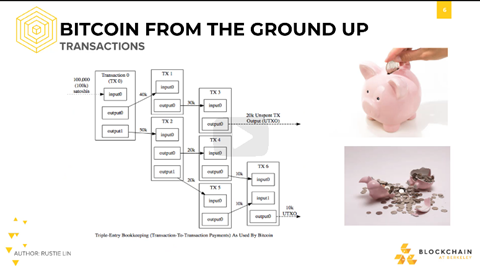 8
BITCOIN FROM THE GROUND UP
TRANSACTIONS
100,000
(100k)
satoshis
Transaction 0
(TX 0)
input0
output0
output1
40k
50k
TX 1
input0
output0
30k
TX 2
input0
output0
output1
20k
20k
TX 3
input0
output0
20k Unspent TX
Output (UTXO)
TX 4
input0
output0
10k
TX 5
input0
output0
10k
TX 6
input0
input1
output0
10k
UTXO
Triple-Entry Bookkeeping (Transaction-To-Transaction Payments) As Used By Bitcoin
AUTHOR: RUSTIE LIN
BLOCKCHAIN
AT BERKELEY